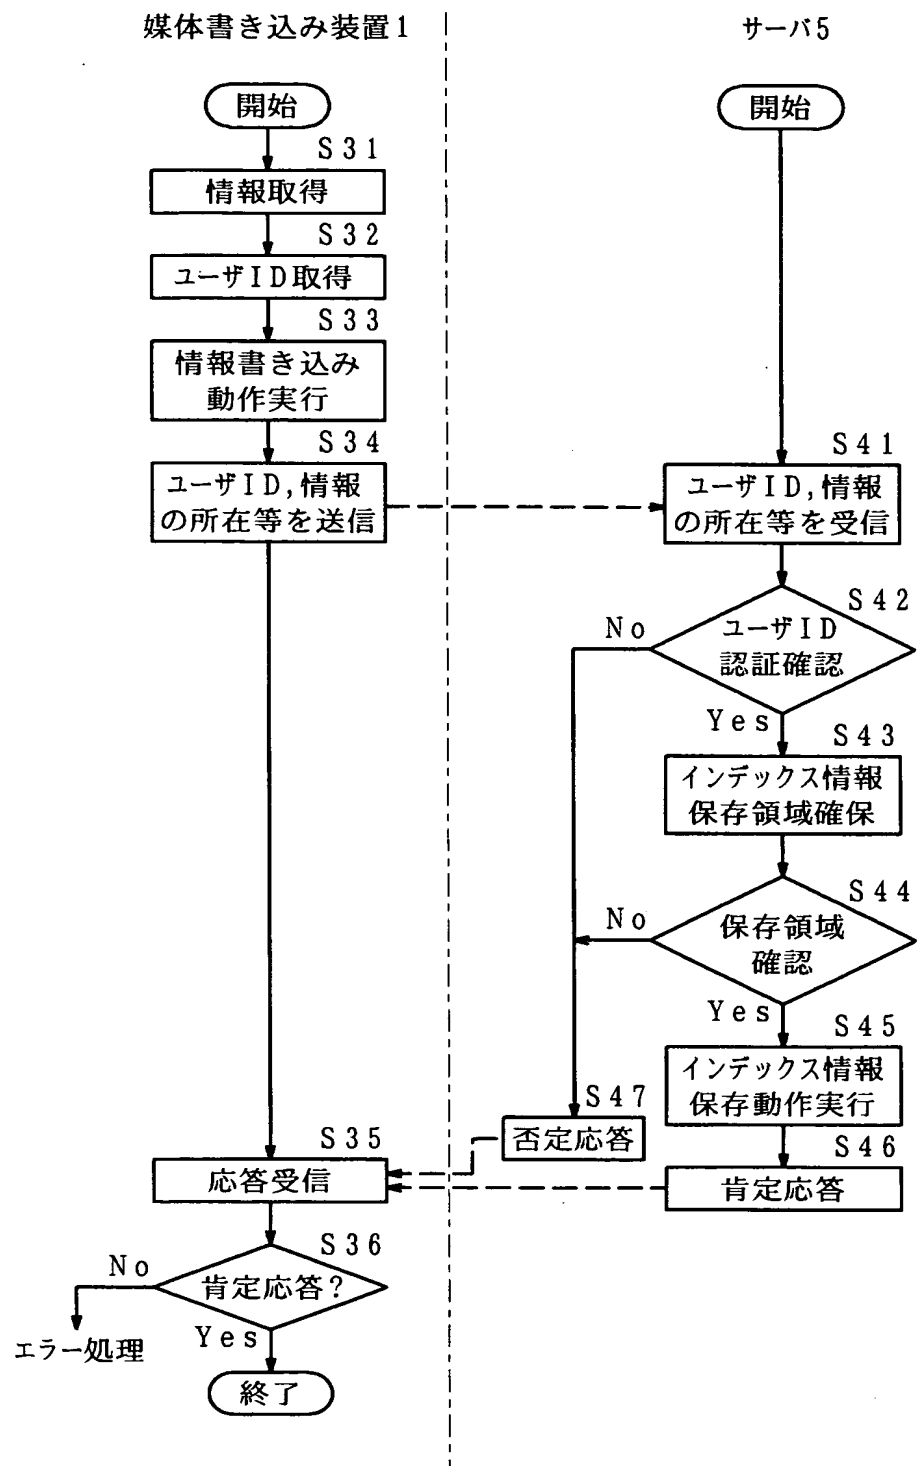 媒体書き込み装置1
サーバ5
開始
開始
S31
情報取得
S32
ユーザID取得
S33
情報書き込み
動作実行
S34
ユーザID,情報
の所在等を送信
S41
ユーザID,情報
の所在等を受信
S42
No
ユーザID
認証確認
Yes
S43
インデックス情報
保存領域確保
S44
No
保存領域
確認
Yes
S45
インデックス情報
保存動作実行
S47
否定応答
S46
肯定応答
S35
応答受信
S36
No
肯定応答?
Yes
エラー処理
終了